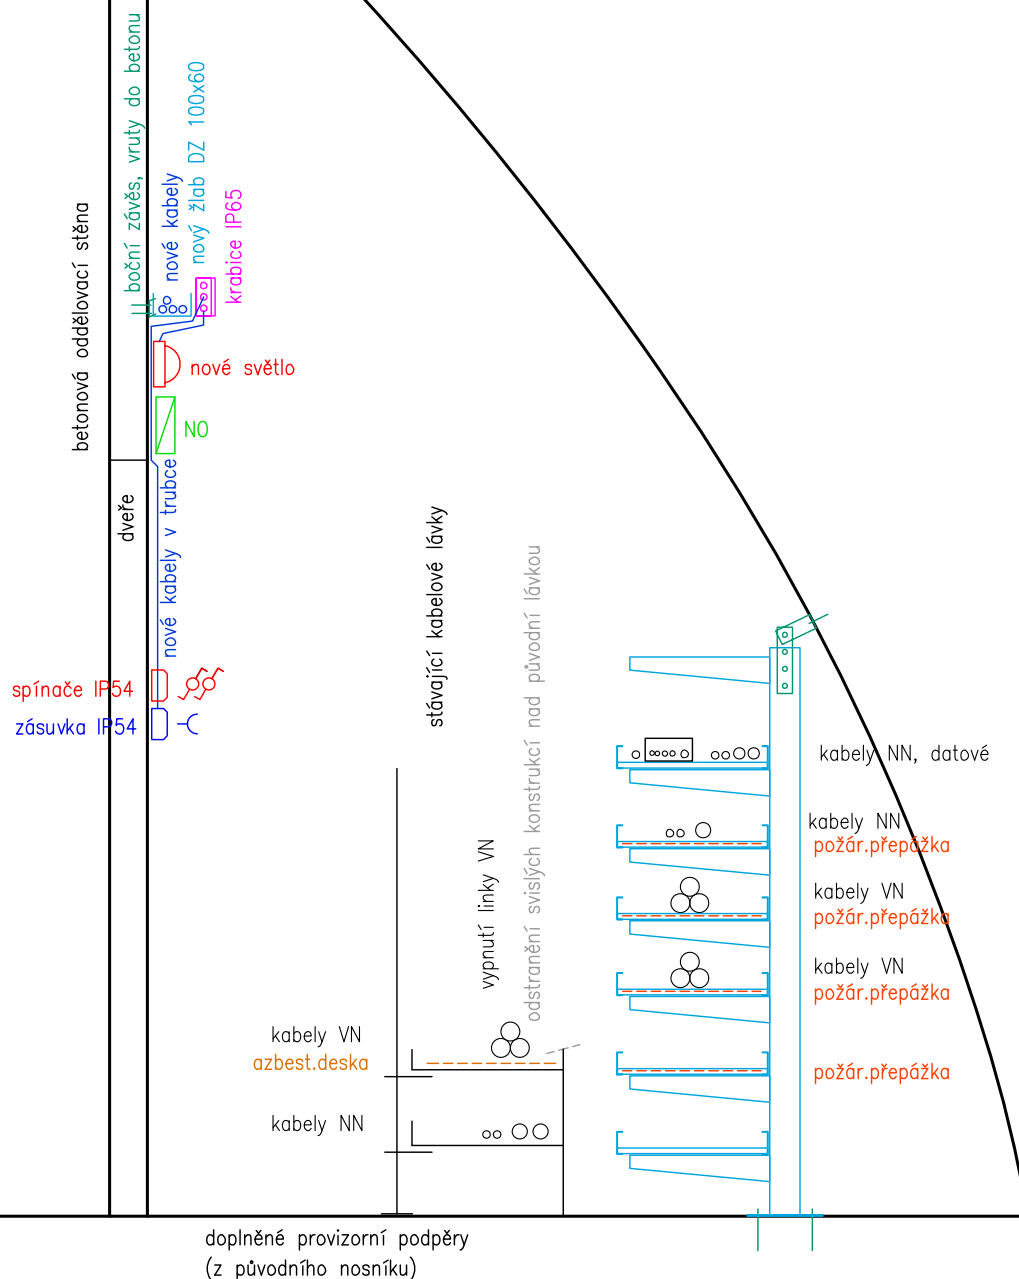 betonová oddělovací stěna
boční závěs, vruty do betonu
nové kabely
nový žlab DZ 100x60
krabice IP65
nové světlo
NO
dveře
nové kabely v trubce
spínače IP54
zásuvka IP54
stávající kabelové lávky
vypnutí linky VN
odstranění svislých konstrukcí nad původní lávkou
kabely NN, datové
kabely NN
požár.přepážka
kabely VN
požár.přepážka
kabely VN
požár.přepážka
požár.přepážka
kabely VN
azbest.deska
kabely NN
doplněné provizorní podpěry
(z původního nosníku)